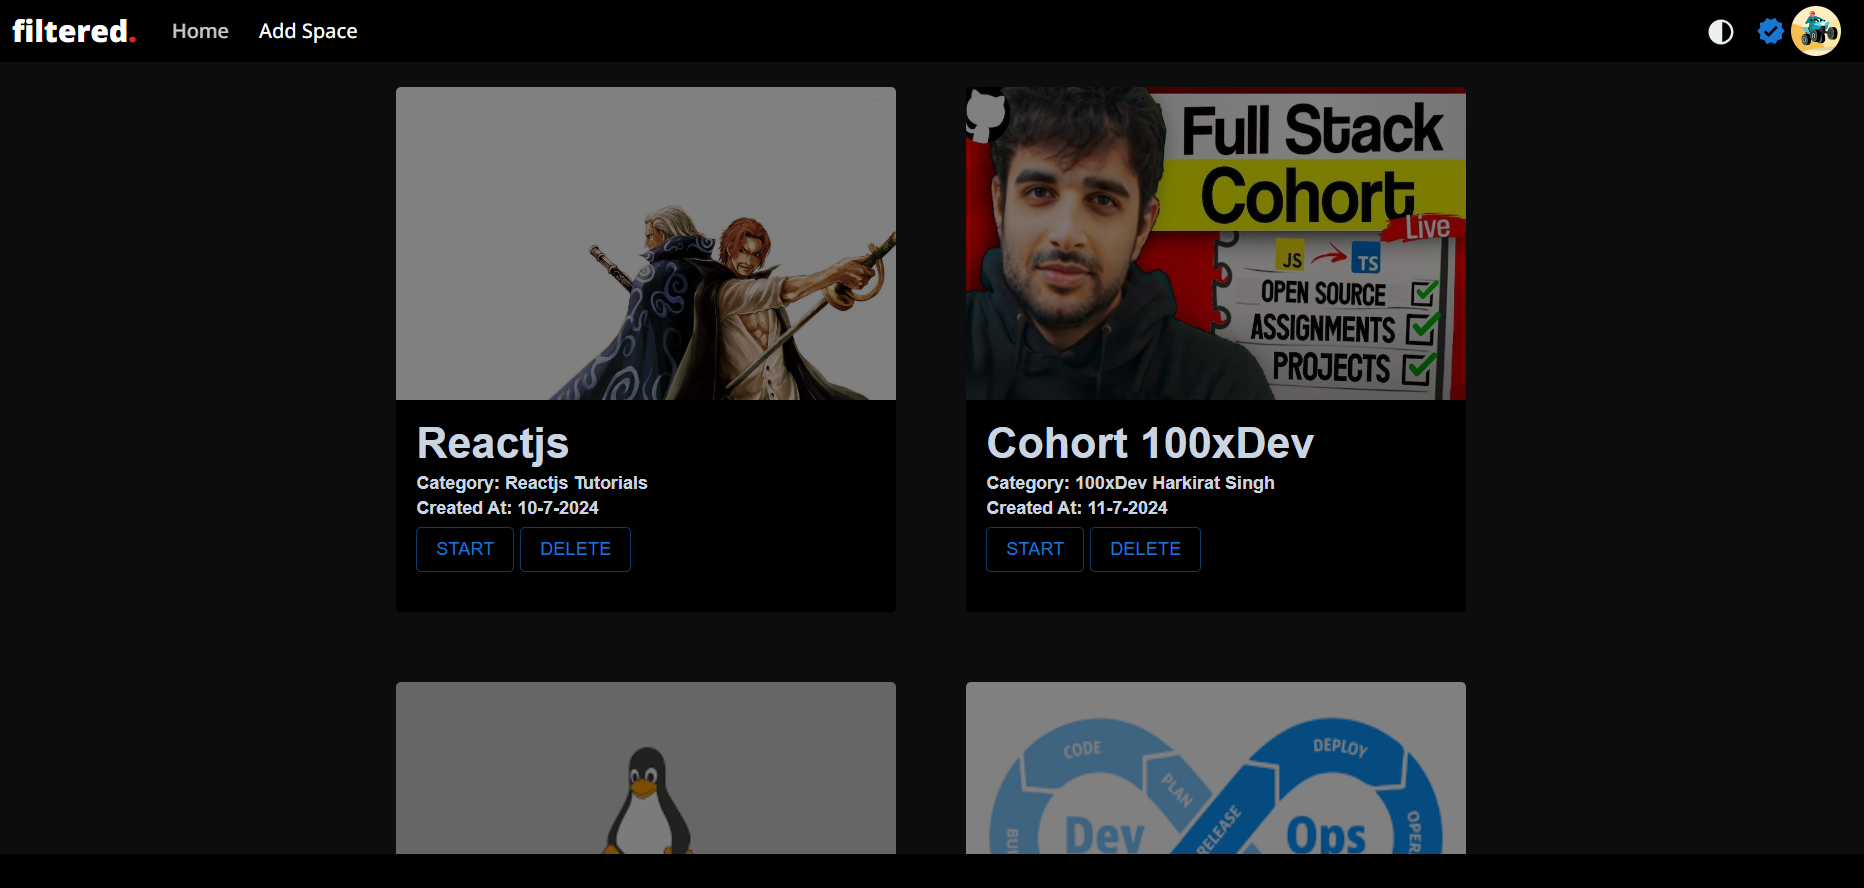 filtered.
Home
Add Space
Full Stack
Cohort
Live
JS
TS
OPEN SOURCE
ASSIGNMENTS
PROJECTS
Reactjs
Category: Reactjs Tutorials
Created At: 10-7-2024
START
DELETE
Cohort 100xDev
Category: 100xDev Harkirat Singh
Created At: 11-7-2024
START
DELETE
CODE
DEPLOY
PLAN
RELEASE
Dev
Ops